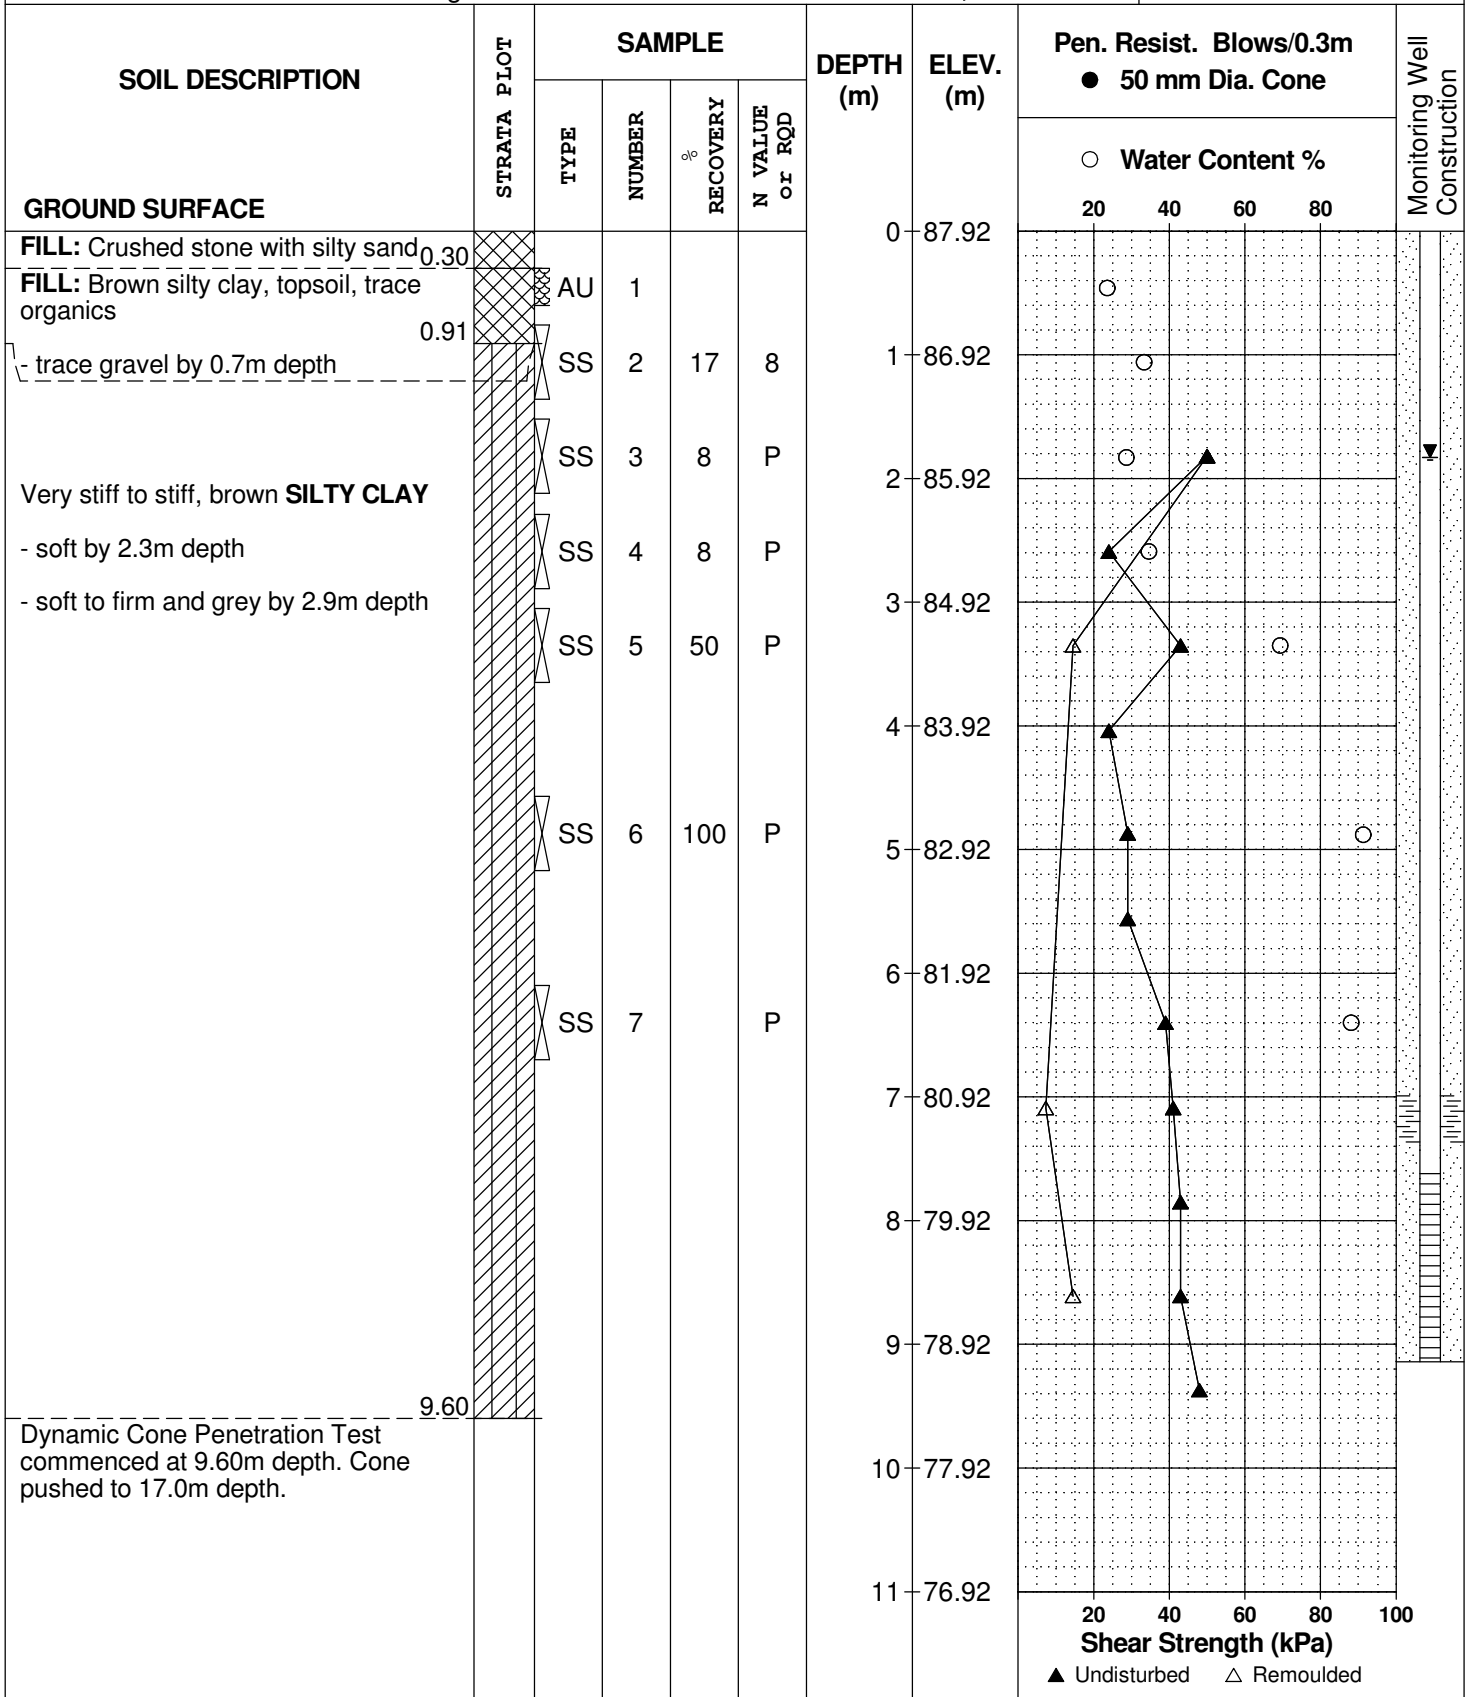 SOIL DESCRIPTION
GROUND SURFACE
STRATA PLOT
SAMPLE
TYPE
NUMBER
% RECOVERY
N VALUE or RQD
DEPTH (m)
ELEV. (m)
Pen. Resist. Blows/0.3m
● 50 mm Dia. Cone
○ Water Content %
20 40 60 80
Monitoring Well
Construction
0 87.92
FILL: Crushed stone with silty sand 0.30
FILL: Brown silty clay, topsoil, trace
organics
0.91
- trace gravel by 0.7m depth
AU 1
SS 2 17 8
1 86.92
SS 3 8 P
2 85.92
Very stiff to stiff, brown SILTY CLAY
- soft by 2.3m depth
SS 4 8 P
- soft to firm and grey by 2.9m depth
3 84.92
SS 5 50 P
4 83.92
SS 6 100 P
5 82.92
6 81.92
SS 7 P
7 80.92
8 79.92
9 78.92
9.60
Dynamic Cone Penetration Test
commenced at 9.60m depth. Cone
pushed to 17.0m depth.
10 77.92
11 76.92
20 40 60 80 100
Shear Strength (kPa)
▲ Undisturbed △ Remoulded